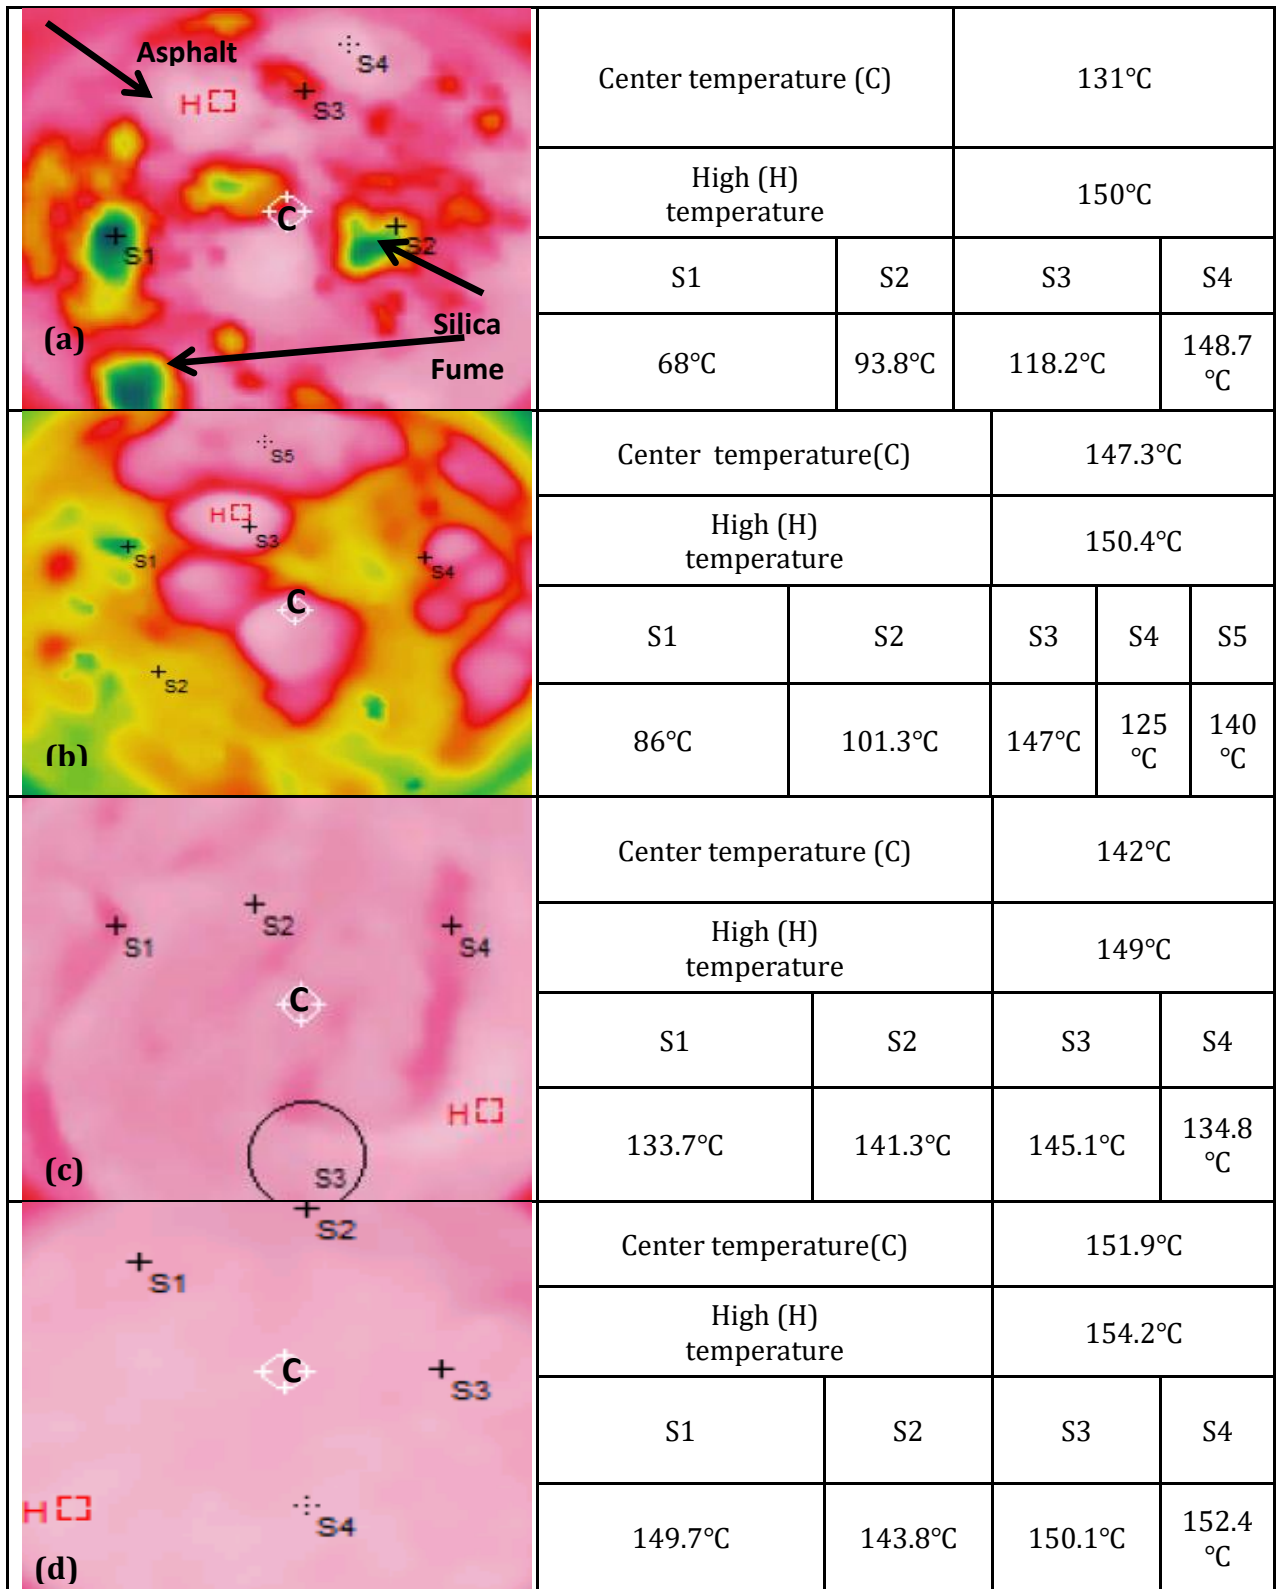 Asphalt
S4
H
S3
C
S1
S2
Silica
Fume
(a)
Center temperature (C)
131°C
High (H)
temperature
150°C
S1 S2 S3 S4
68°C 93.8°C 118.2°C 148.7
°C
S5
H
S3
S1
S4
C
S2
(b)
Center temperature(C)
147.3°C
High (H)
temperature
150.4°C
S1 S2 S3 S4 S5
86°C 101.3°C 147°C 125
°C
140
°C
S1
S2
S4
C
H
S3
(c)
Center temperature (C)
142°C
High (H)
temperature
149°C
S1 S2 S3 S4
133.7°C 141.3°C 145.1°C 134.8
°C
S2
S1
C
S3
H
S4
(d)
Center temperature(C)
151.9°C
High (H)
temperature
154.2°C
S1 S2 S3 S4
149.7°C 143.8°C 150.1°C 152.4
°C